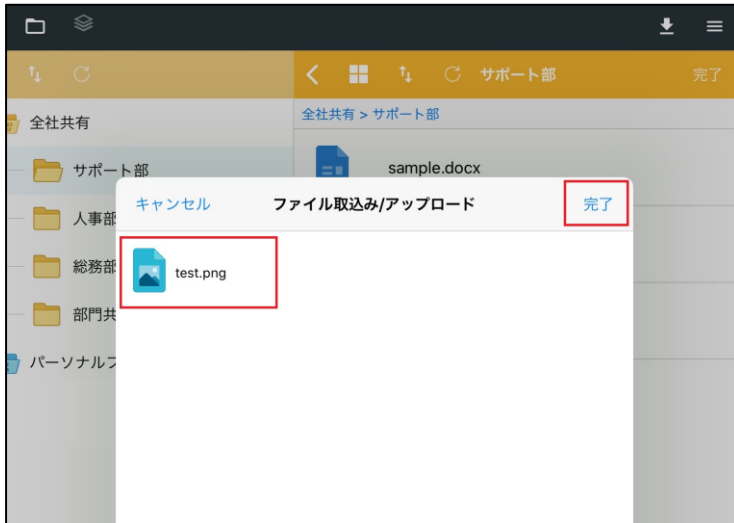 サポート部
完了
全社共有
全社共有 > サポート部
サポート部
sample.docx
キャンセル
ファイル取込み/アップロード
完了
人事部
test.png
総務部
部門共
パーソナルフ